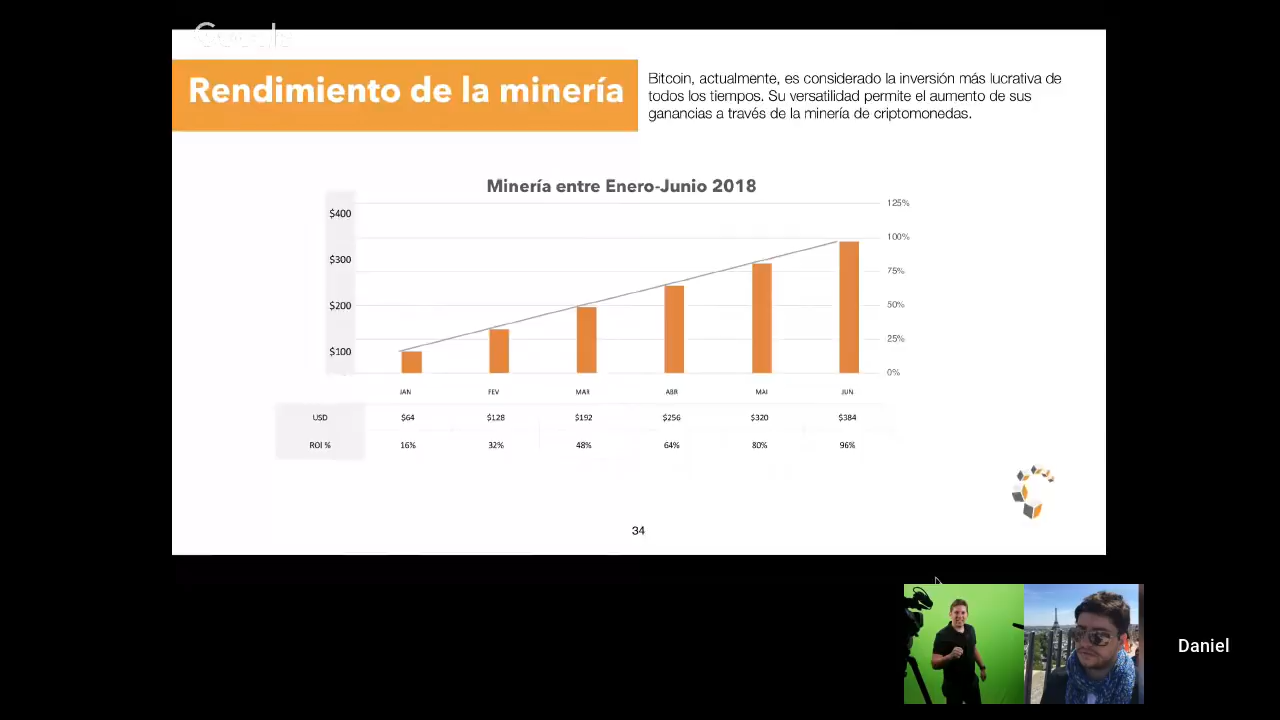 Rendimiento de la minería
Bitcoin, actualmente, es considerado la inversión más lucrativa de
todos los tiempos. Su versatilidad permite el aumento de sus
ganancias a través de la minería de criptomonedas.
Minería entre Enero-Junio 2018
$400
$300
$200
$100
125%
100%
75%
50%
25%
0%
JAN FEV MAR ABR MAI JUN
USD $64 $128 $192 $256 $320 $384
ROI % 16% 32% 48% 64% 80% 96%
34
Daniel